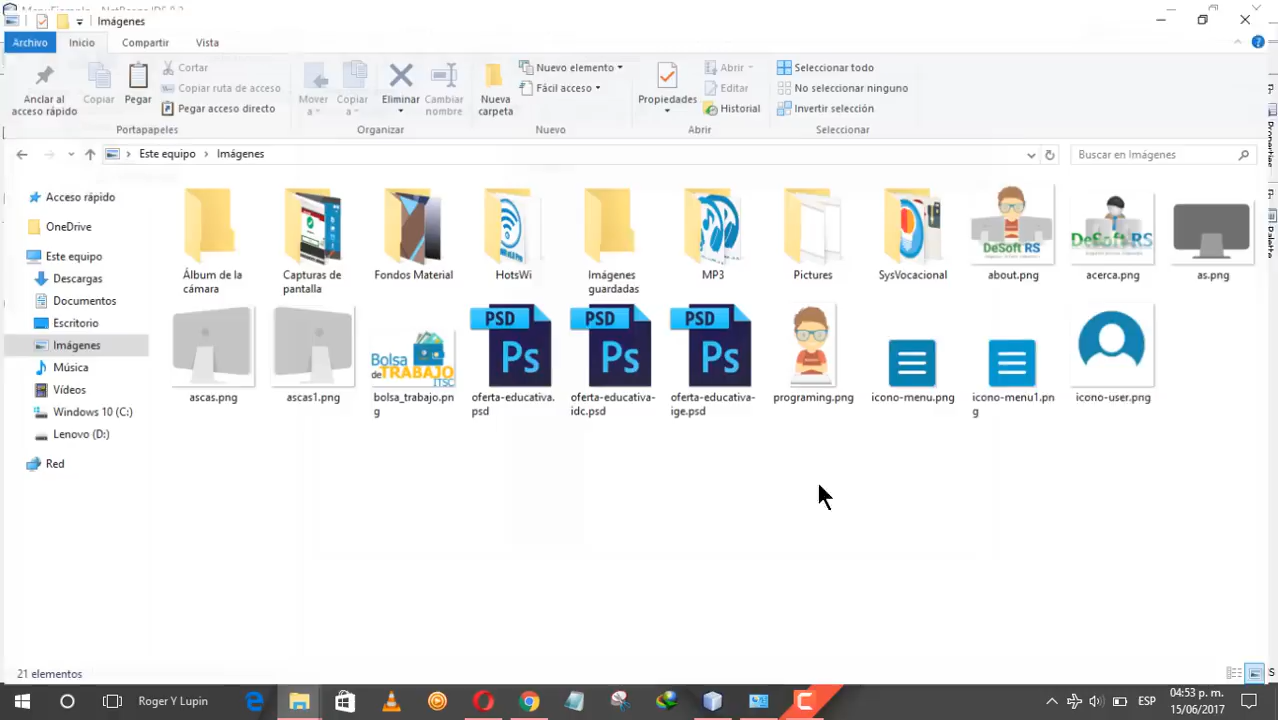 Imágenes
Archivo Inicio Compartir Vista
Anclar al acceso rápido
Copiar
Pegar
Cortar
Copiar ruta de acceso
Pegar acceso directo
Portapapeles
Mover a
Copiar a
Eliminar
Cambiar nombre
Organizar
Nueva carpeta
Nuevo elemento
Fácil acceso
Nuevo
Propiedades
Abrir
Editar
Historial
Abrir
Seleccionar todo
No seleccionar ninguno
Invertir selección
Seleccionar
Este equipo > Imágenes
Buscar en Imágenes
Acceso rápido
OneDrive
Este equipo
Descargas
Documentos
Escritorio
Imágenes
Música
Vídeos
Windows 10 (C:)
Lenovo (D:)
Red
Álbum de la cámara
Capturas de pantalla
Fondos Material
HotsWi
Imágenes guardadas
MP3
Pictures
SysVocacional
DeSoft RS
about.png
DeSoft RS
acerca.png
as.png
ascas.png
ascas1.png
Bolsa de TRABAJO ITSC
bolsa_trabajo.png
PSD
Ps
oferta-educativa.psd
PSD
Ps
oferta-educativa-idc.psd
PSD
Ps
oferta-educativa-ige.psd
programing.png
icono-menu.png
icono-menu1.png
icono-user.png
Properties
Palette
21 elementos
Roger Y Lupin
ESP
04:53 p. m.
15/06/2017